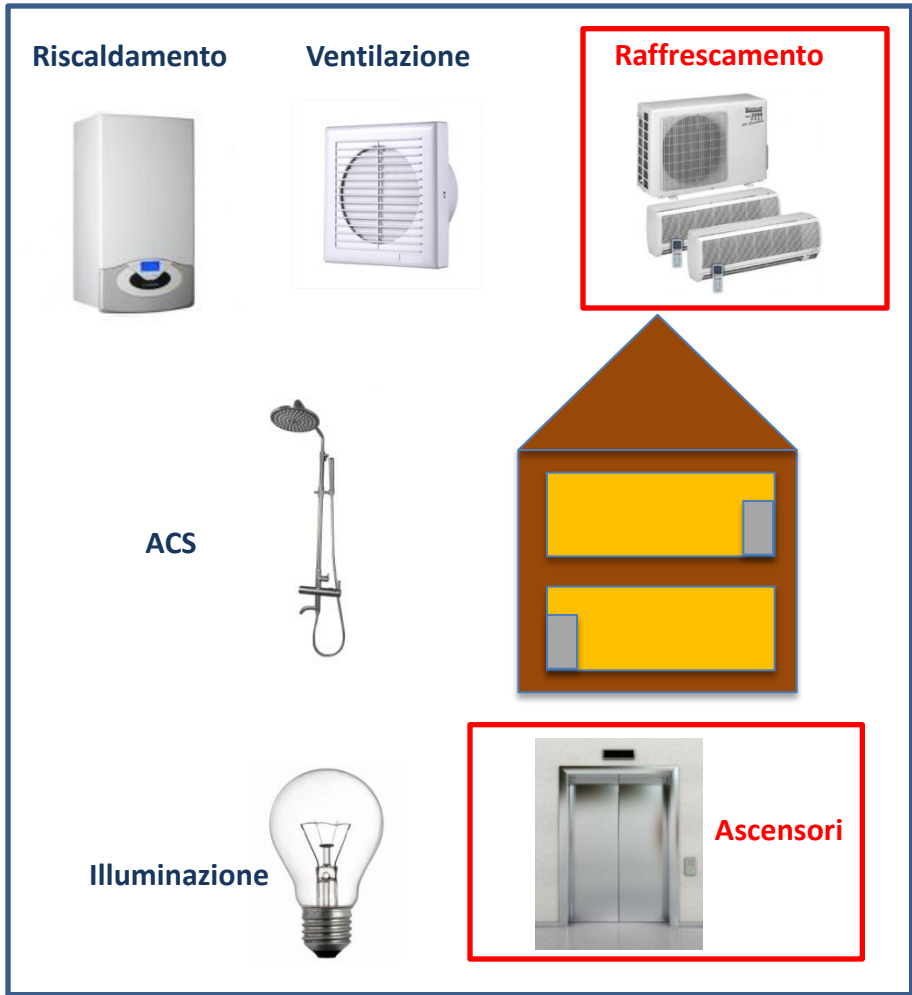 Riscaldamento
Ventilazione
Raffrescamento
ACS
Ascensori
Illuminazione